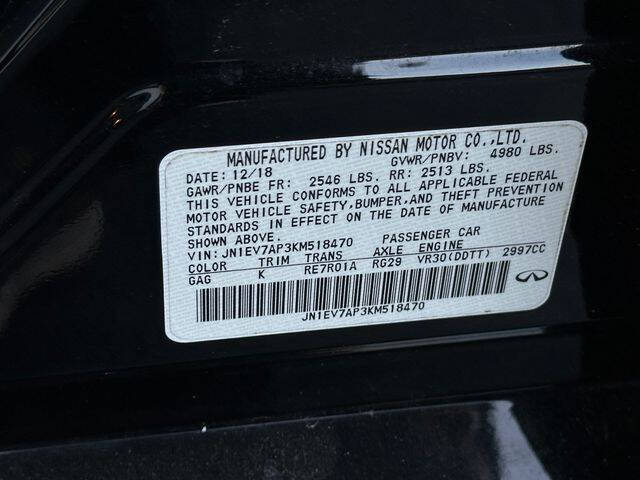 MANUFACTURED BY NISSAN MOTOR CO.,LTD.
DATE: 12/18 GVWR/PNBV: 4980 LBS.
GAWR/PNBE FR: 2546 LBS. RR: 2513 LBS.
THIS VEHICLE CONFORMS TO ALL APPLICABLE FEDERAL
MOTOR VEHICLE SAFETY,BUMPER,AND THEFT PREVENTION
STANDARDS IN EFFECT ON THE DATE OF MANUFACTURE
SHOWN ABOVE.
VIN: JN1EV7AP3KM518470 PASSENGER CAR
COLOR TRIM TRANS AXLE ENGINE
GAG K RE7R01A RG29 VR30(DDTT) 2997CC
JN1EV7AP3KM518470